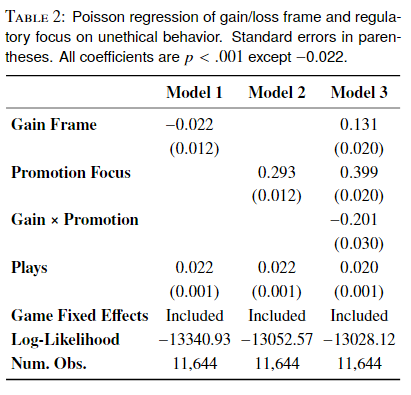 TABLE 2: Poisson regression of gain/loss frame and regula-
tory focus on unethical behavior. Standard errors in paren-
theses. All coefficients are p < .001 except −0.022.
Model 1 Model 2 Model 3
Gain Frame −0.022 0.131
(0.012) (0.020)
Promotion Focus 0.293 0.399
(0.012) (0.020)
Gain × Promotion −0.201
(0.030)
Plays 0.022 0.022 0.020
(0.001) (0.001) (0.001)
Game Fixed Effects Included Included Included
Log-Likelihood −13340.93 −13052.57 −13028.12
Num. Obs. 11,644 11,644 11,644